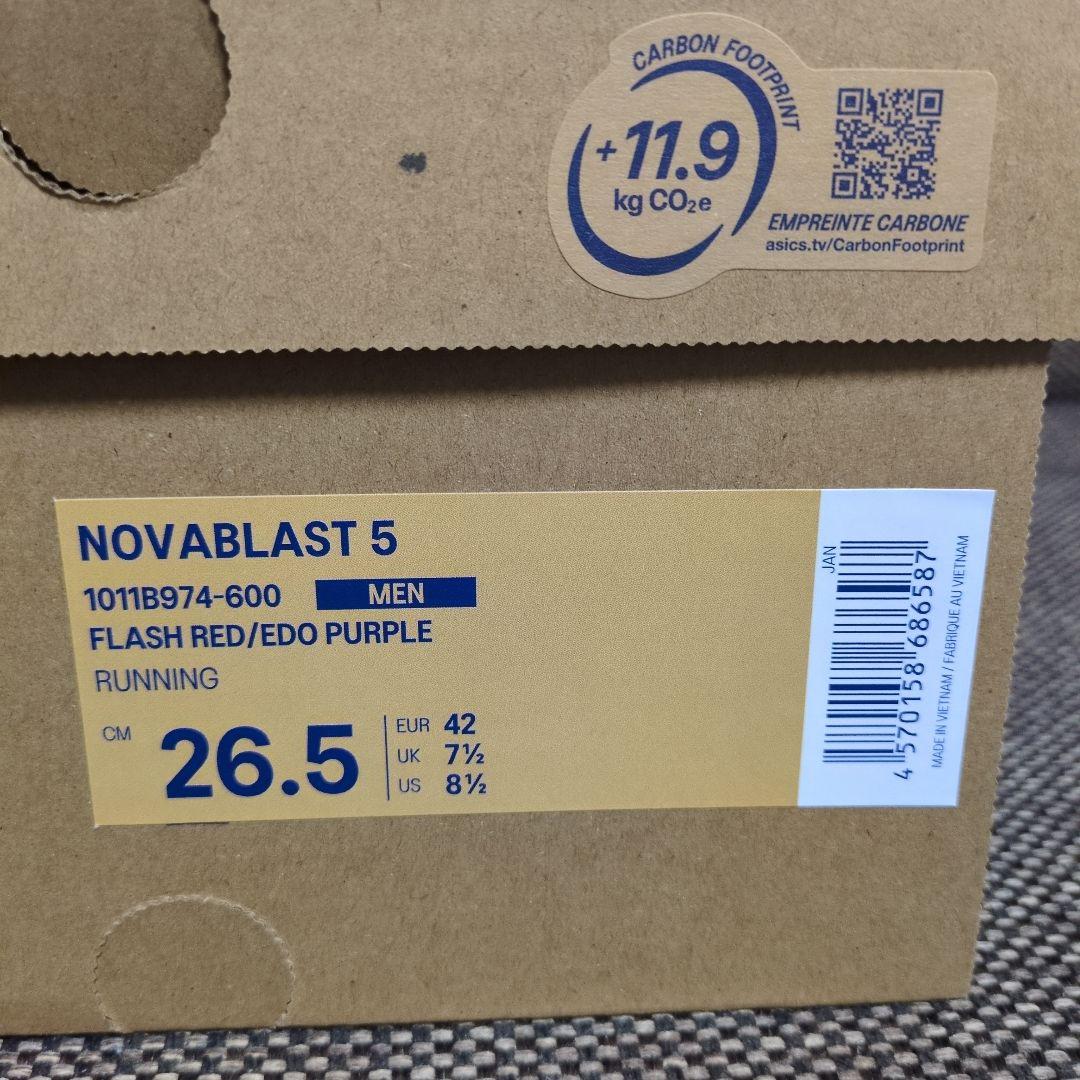 CARBON FOOTPRINT
+11.9
kg CO₂e
EMPREINTE CARBONE
asics.tv/CarbonFootprint
NOVABLAST 5
1011B974-600 MEN
FLASH RED/EDO PURPLE
RUNNING
CM 26.5
EUR 42
UK 7½
US 8½
JAN
4 570158 686587
MADE IN VIETNAM / FABRIQUE AU VIETNAM